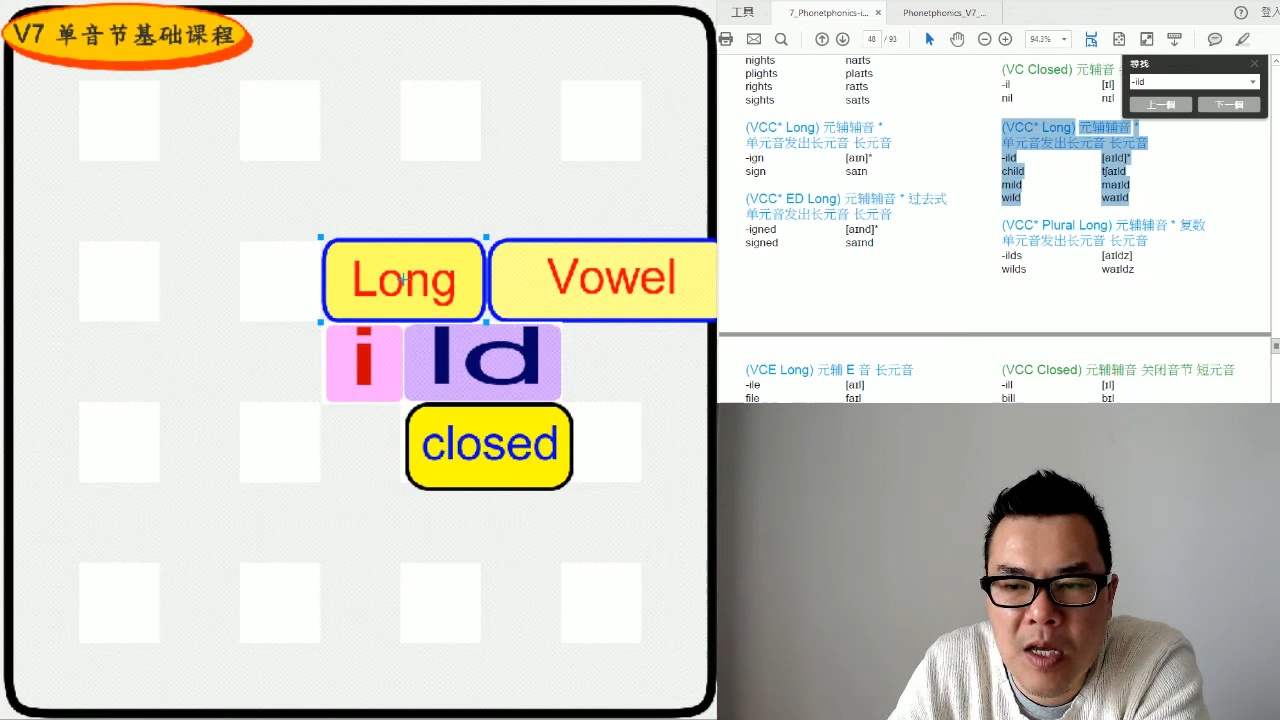 V7 单音节基础课程
Long
Vowel
i
ld
closed
工具
7_Phonetphonics-i... ×
Phonetphonics_V7_...
48 / 93
94.3%
nights naɪts
plights plaɪts
rights raɪts
sights saɪts
(VCC* Long) 元辅辅音 *
单元音发出长元音 长元音
-ign [aɪn]*
sign saɪn
(VCC* ED Long) 元辅辅音 * 过去式
单元音发出长元音 长元音
-igned [aɪnd]*
signed saɪnd
(VC Closed) 元辅音
-il [ɪl]
nil nɪl
(VCC* Long) 元辅辅音 *
单元音发出长元音 长元音
-ild [aɪld]*
child tʃaɪld
mild maɪld
wild waɪld
(VCC* Plural Long) 元辅辅音 * 复数
单元音发出长元音 长元音
-ilds [aɪldz]
wilds waɪldz
尋找
-ild
上一個
下一個
(VCE Long) 元辅 E 音 长元音
-ile [aɪl]
file faɪl
(VCC Closed) 元辅辅音 关闭音节 短元音
-ill [ɪl]
bill bɪl